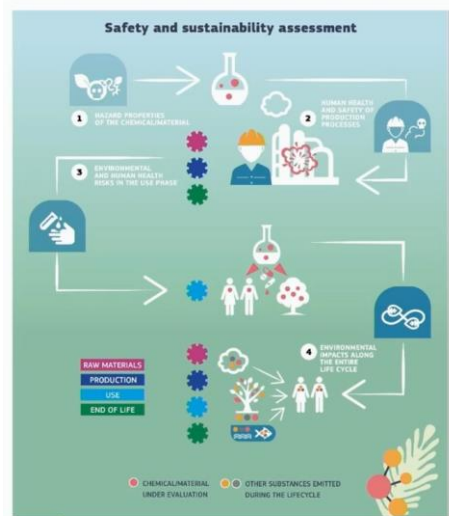 Safety and sustainability assessment
1
HAZARD PROPERTIES
OF THE CHEMICAL/MATERIAL
2
HUMAN HEALTH
AND SAFETY OF
PRODUCTION
PROCESSES
3
ENVIRONMENTAL
AND HUMAN HEALTH
RISKS IN THE USE PHASE
4
ENVIRONMENTAL
IMPACTS ALONG
THE ENTIRE
LIFE CYCLE
RAW MATERIALS
PRODUCTION
USE
END OF LIFE
CHEMICAL/MATERIAL
UNDER EVALUATION
OTHER SUBSTANCES EMITTED
DURING THE LIFECYCLE